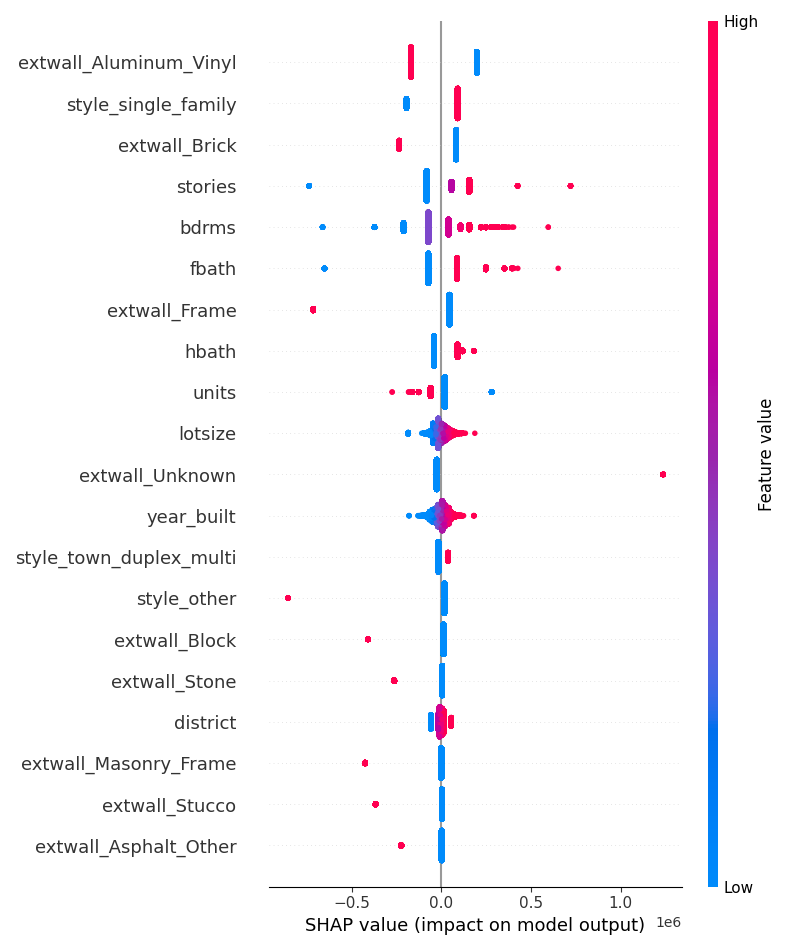 High
extwall_Aluminum_Vinyl
style_single_family
extwall_Brick
stories
bdrms
fbath
extwall_Frame
hbath
units
lotsize
extwall_Unknown
year_built
style_town_duplex_multi
style_other
extwall_Block
extwall_Stone
district
extwall_Masonry_Frame
extwall_Stucco
extwall_Asphalt_Other
Feature value
Low
−0.5 0.0 0.5 1.0
1e6
SHAP value (impact on model output)